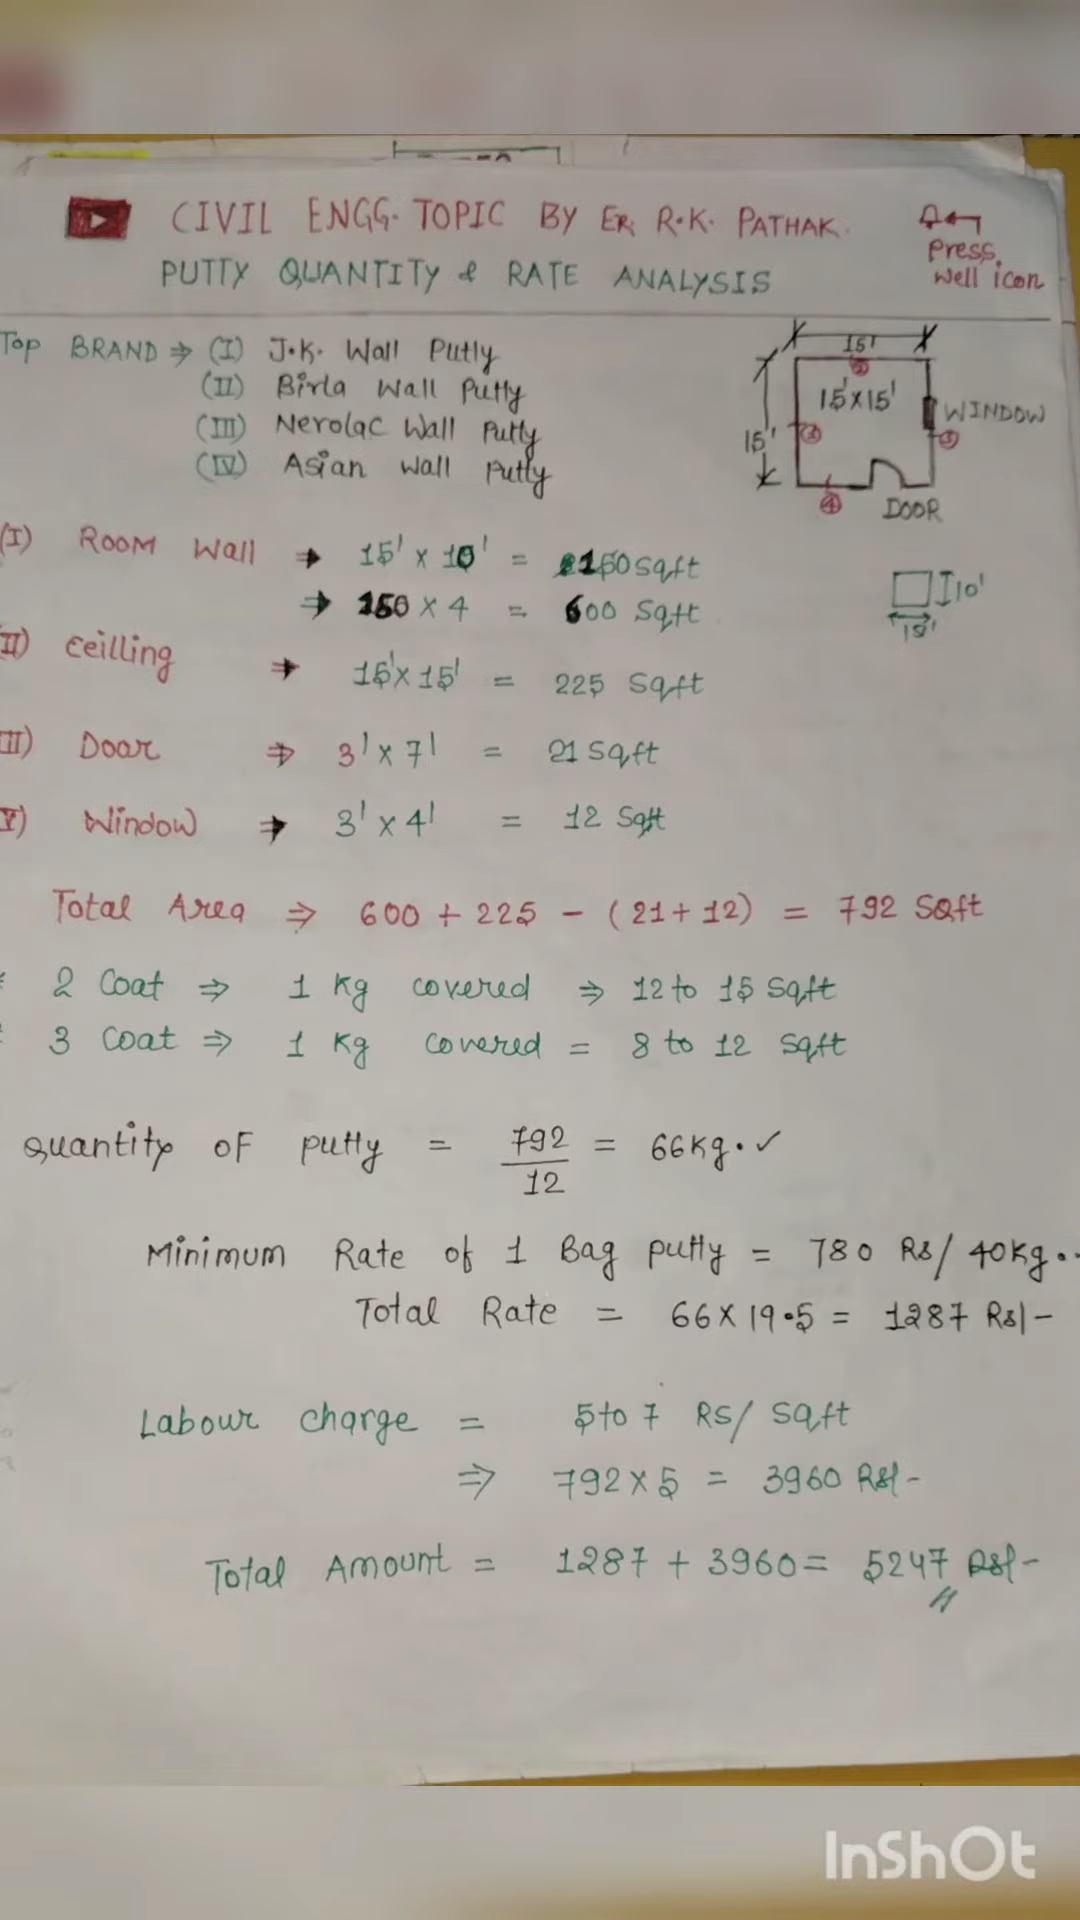 CIVIL ENGG. TOPIC BY ER. R.K. PATHAK.
Press
Well icon
PUTTY QUANTITY & RATE ANALYSIS
TOP BRAND ⇒ (I) J.K. Wall Putty
(II) Birla Wall Putty
(III) Nerolac Wall Putty
(IV) Asian Wall Putty
15'
15'x15'
WINDOW
15'
DOOR
① ② ③ ④
(I) ROOM Wall → 15' x 10' = 150 Sqft
⇒ 150 x 4 = 600 Sqft
10'
II) Ceilling → 15'x 15' = 225 Sqft
II) Doar ⇒ 3' x 7' = 21 Sqft
V) Window ⇒ 3' x 4' = 12 Sqft
Total Area ⇒ 600 + 225 - (21 + 12) = 792 Sqft
2 Coat ⇒ 1 Kg covered ⇒ 12 to 15 Sqft
3 Coat ⇒ 1 Kg covered = 8 to 12 Sqft
Quantity OF putty = 792/12 = 66Kg. ✓
Minimum Rate of 1 Bag putty = 780 Rs/ 40Kg..
Total Rate = 66 x 19.5 = 1287 Rs/-
Labour charge = 5 to 7 RS/ Sqft
⇒ 792 x 5 = 3960 Rs/-
Total Amount = 1287 + 3960 = 5247 Rs/-
InShOt